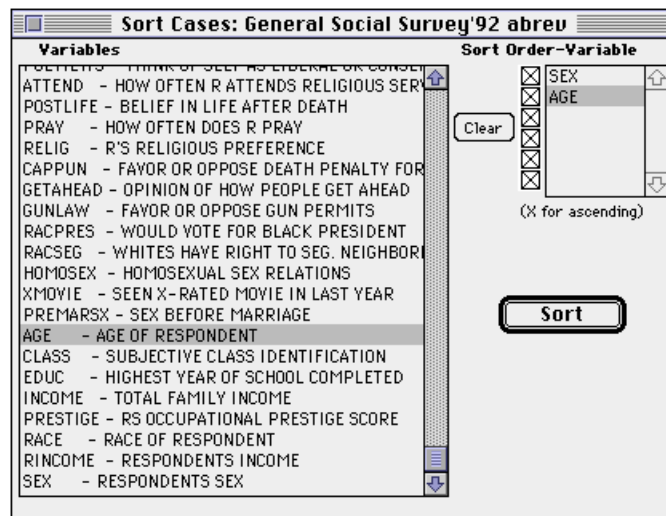 Sort Cases: General Social Survey'92 abrev
Variables
Sort Order-Variable
ATTEND - HOW OFTEN R ATTENDS RELIGIOUS SERV
POSTLIFE - BELIEF IN LIFE AFTER DEATH
PRAY - HOW OFTEN DOES R PRAY
RELIG - R'S RELIGIOUS PREFERENCE
CAPPUN - FAVOR OR OPPOSE DEATH PENALTY FOR
GETAHEAD - OPINION OF HOW PEOPLE GET AHEAD
GUNLAW - FAVOR OR OPPOSE GUN PERMITS
RACPRES - WOULD VOTE FOR BLACK PRESIDENT
RACSEG - WHITES HAVE RIGHT TO SEG. NEIGHBORH
HOMOSEX - HOMOSEXUAL SEX RELATIONS
XMOVIE - SEEN X-RATED MOVIE IN LAST YEAR
PREMARSX - SEX BEFORE MARRIAGE
AGE - AGE OF RESPONDENT
CLASS - SUBJECTIVE CLASS IDENTIFICATION
EDUC - HIGHEST YEAR OF SCHOOL COMPLETED
INCOME - TOTAL FAMILY INCOME
PRESTIGE - RS OCCUPATIONAL PRESTIGE SCORE
RACE - RACE OF RESPONDENT
RINCOME - RESPONDENTS INCOME
SEX - RESPONDENTS SEX
Clear
SEX
AGE
(X for ascending)
Sort